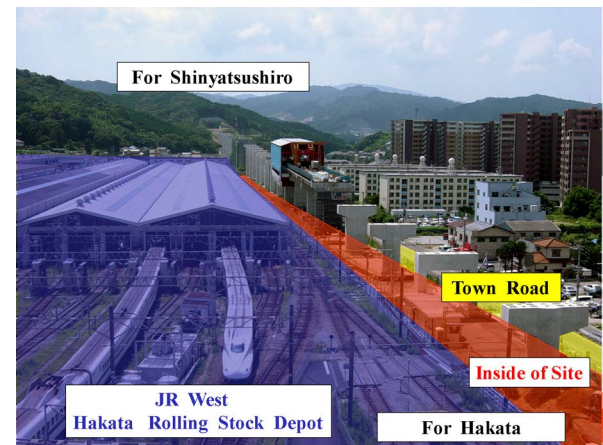 For Shinyatsushiro
Town Road
Inside of Site
JR West
Hakata Rolling Stock Depot
For Hakata